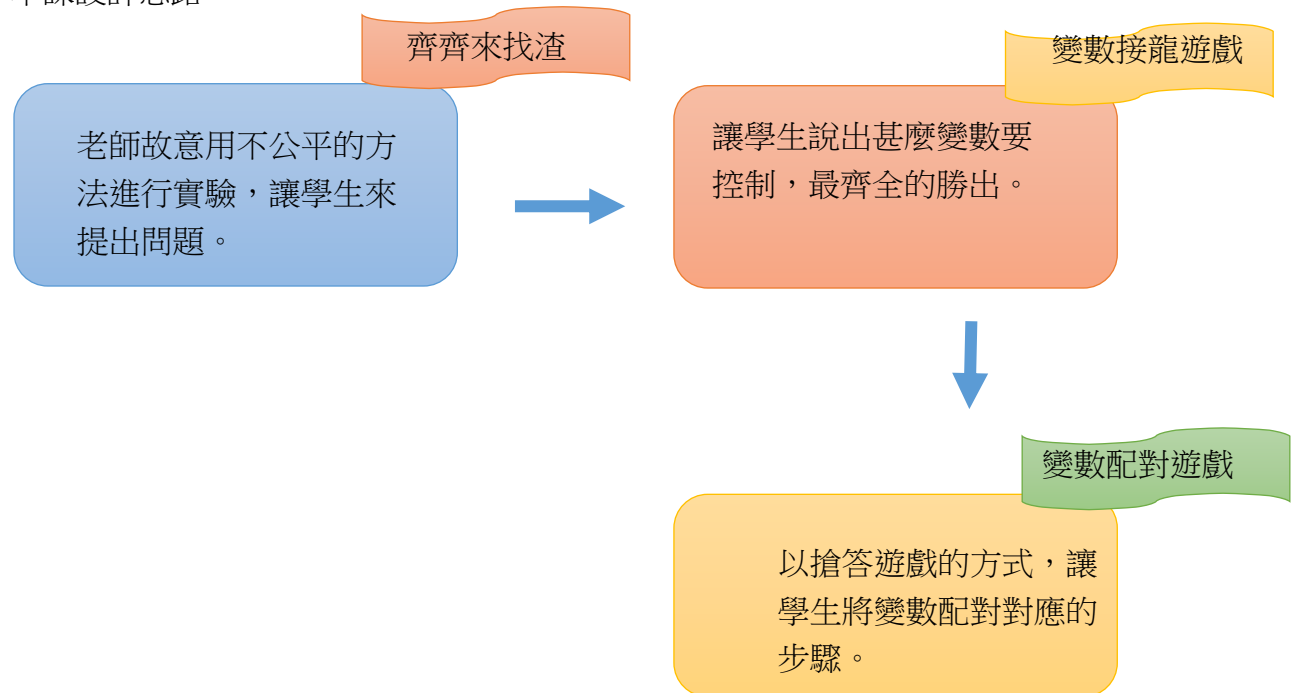 齊齊來找渣
變數接龍遊戲
老師故意用不公平的方
法進行實驗，讓學生來
提出問題。
讓學生說出甚麼變數要
控制，最齊全的勝出。
變數配對遊戲
以搶答遊戲的方式，讓
學生將變數配對對應的
步驟。